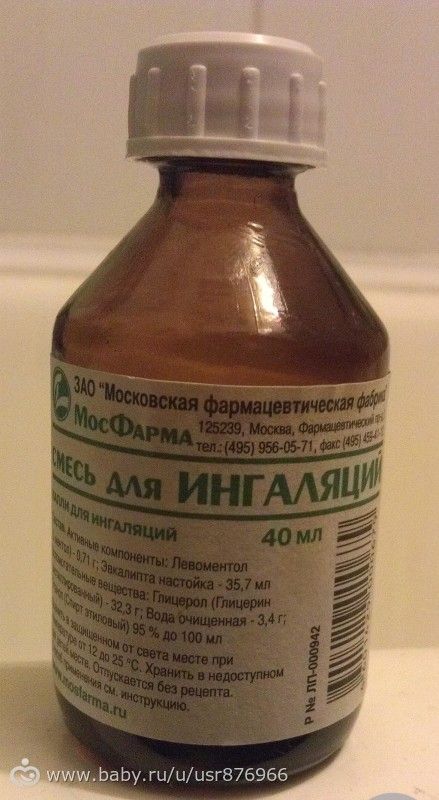 ЗАО "Московская фармацевтическая
МосФарма
125239, Москва, Фармацевтический
тел.: (495) 956-05-71, факс (495)
СМЕСЬ для ИНГАЛЯЦИЙ
ДЛЯ ИНГАЛЯЦИЙ
40 МЛ
Активные компоненты: Левоментол
- 0,71 г; Эвкалипта настойка - 35,7 мл
вещества: Глицерол (Глицерин
- 32,3 г; Вода очищенная - 3,4 г;
(Спирт этиловый) 95 % до 100 мл
в защищенном от света месте при
от 12 до 25 °С. Хранить в недоступном
месте. Отпускается без рецепта.
применения см. инструкцию.
mosfarma.ru
Р № ЛП-000942
www.baby.ru/u/usr876966